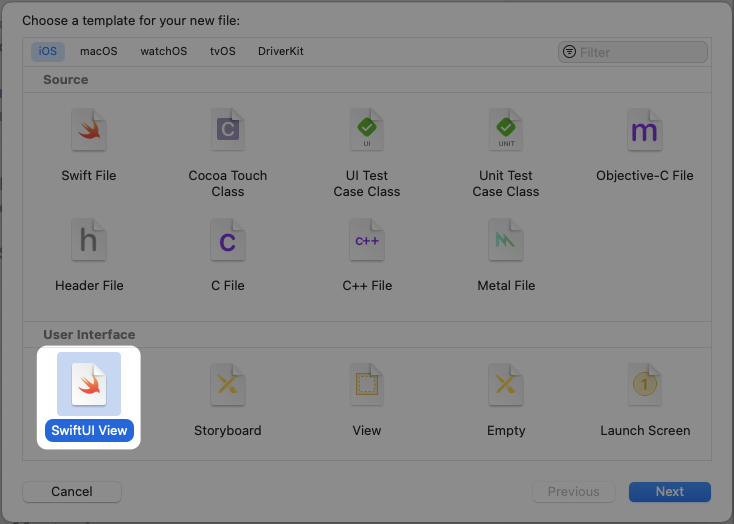 Choose a template for your new file:
iOS macOS watchOS tvOS DriverKit Filter
Source
C UI UNIT m
Swift File Cocoa Touch Class UI Test Case Class Unit Test Case Class Objective-C File
h C C++
Header File C File C++ File Metal File
User Interface
1
SwiftUI View Storyboard View Empty Launch Screen
Cancel Previous Next